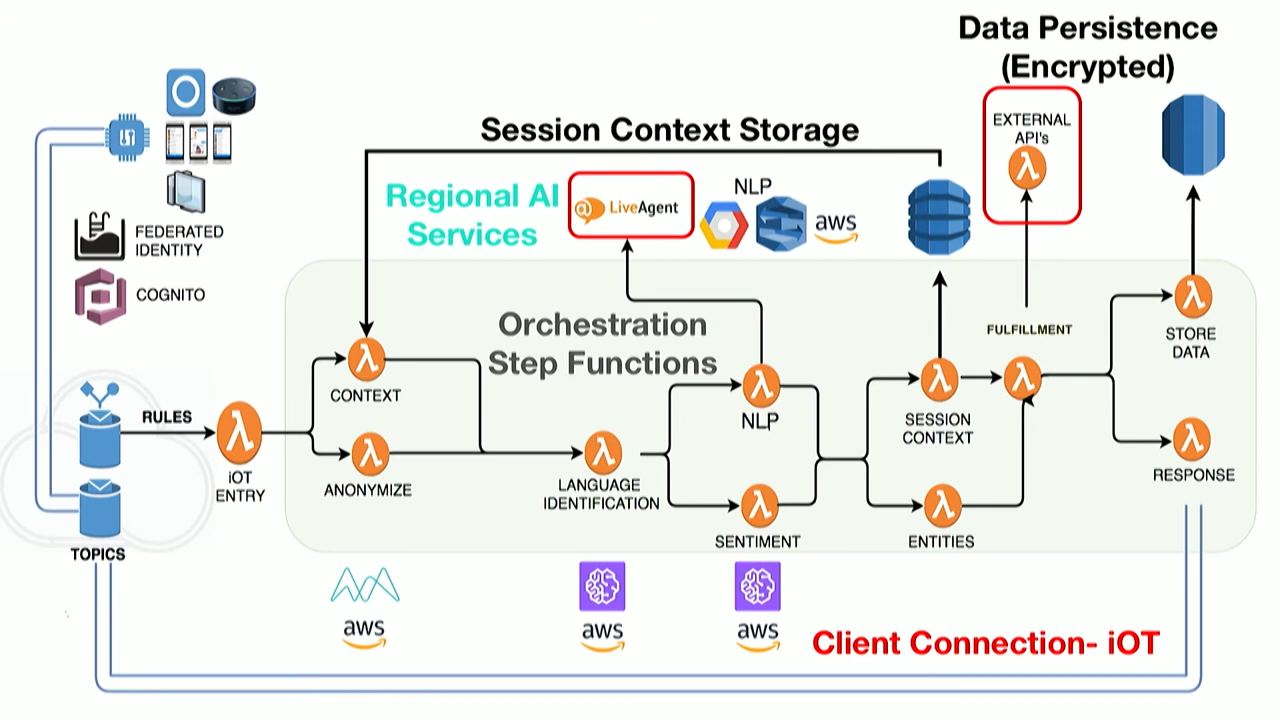 Data Persistence
(Encrypted)
Session Context Storage
EXTERNAL
API's
Regional AI
Services
@ LiveAgent
NLP
aws
FEDERATED
IDENTITY
COGNITO
Orchestration
Step Functions
FULFILLMENT
STORE
DATA
CONTEXT
RULES
NLP
SESSION
CONTEXT
iOT
ENTRY
ANONYMIZE
LANGUAGE
IDENTIFICATION
RESPONSE
SENTIMENT
ENTITIES
TOPICS
aws
aws
aws
Client Connection- iOT